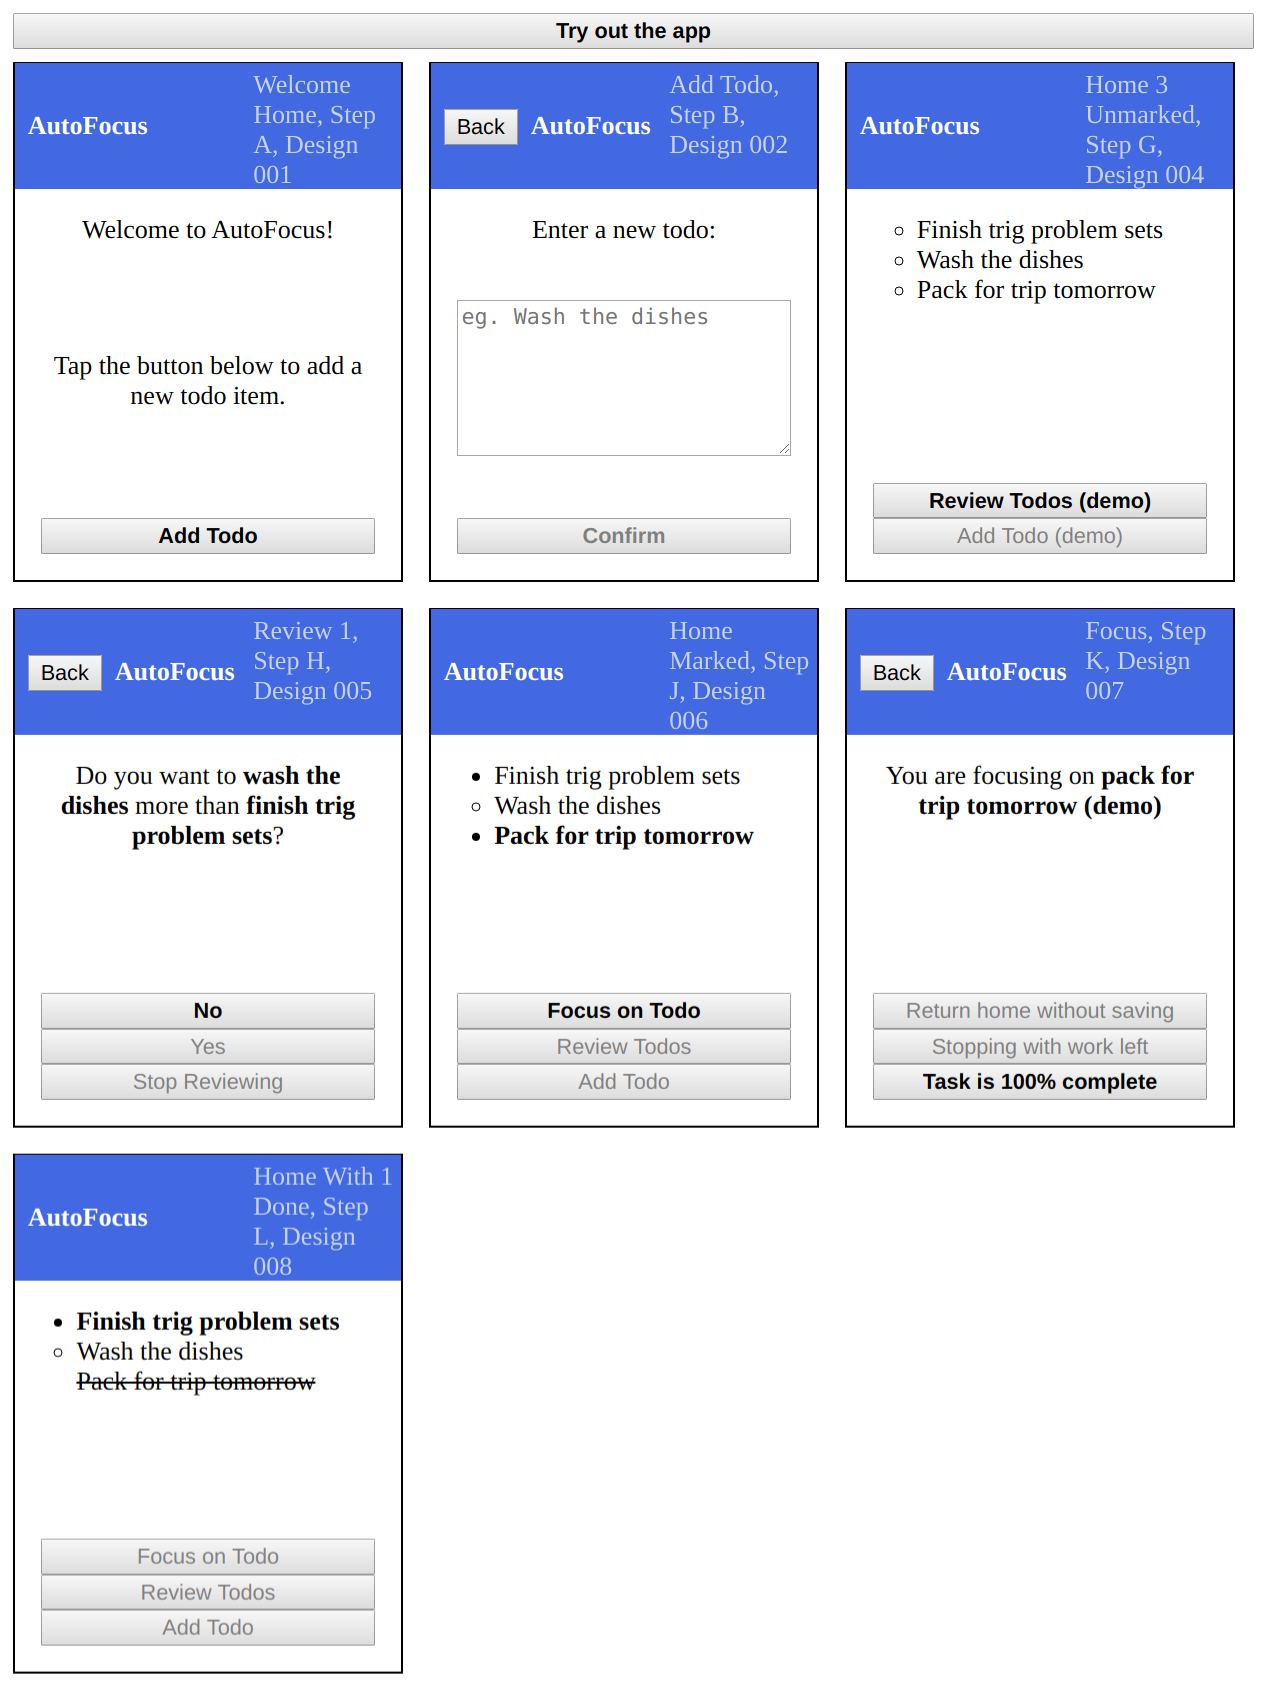 Try out the app
AutoFocus
Welcome
Home, Step
A, Design
001
Welcome to AutoFocus!
Tap the button below to add a
new todo item.
Add Todo
Back
AutoFocus
Add Todo,
Step B,
Design 002
Enter a new todo:
eg. Wash the dishes
Confirm
AutoFocus
Home 3
Unmarked,
Step G,
Design 004
Finish trig problem sets
Wash the dishes
Pack for trip tomorrow
Review Todos (demo)
Add Todo (demo)
Back
AutoFocus
Review 1,
Step H,
Design 005
Do you want to wash the
dishes more than finish trig
problem sets?
No
Yes
Stop Reviewing
AutoFocus
Home
Marked, Step
J, Design
006
Finish trig problem sets
Wash the dishes
Pack for trip tomorrow
Focus on Todo
Review Todos
Add Todo
Back
AutoFocus
Focus, Step
K, Design
007
You are focusing on pack for
trip tomorrow (demo)
Return home without saving
Stopping with work left
Task is 100% complete
AutoFocus
Home With 1
Done, Step
L, Design
008
Finish trig problem sets
Wash the dishes
Pack for trip tomorrow
Focus on Todo
Review Todos
Add Todo